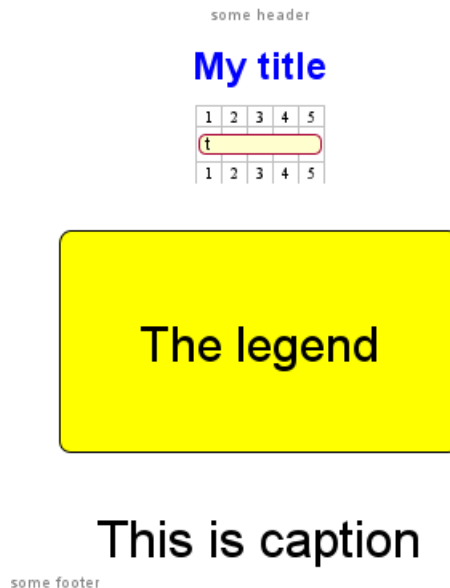 some header
My title
1 2 3 4 5
t
1 2 3 4 5
The legend
This is caption
some footer